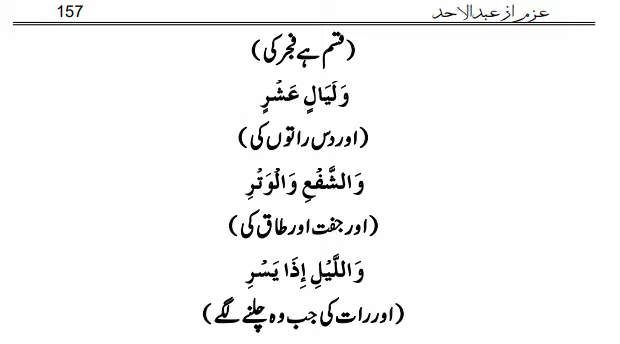 عزم از عبدالاحد 157
(قسم ہے فجر کی)
وَلَيَالٍ عَشْرٍ
(اور دس راتوں کی)
وَالشَّفْعِ وَالْوَتْرِ
(اور جفت اور طاق کی)
وَاللَّيْلِ إِذَا يَسْرِ
(اور رات کی جب وہ چلنے لگے)